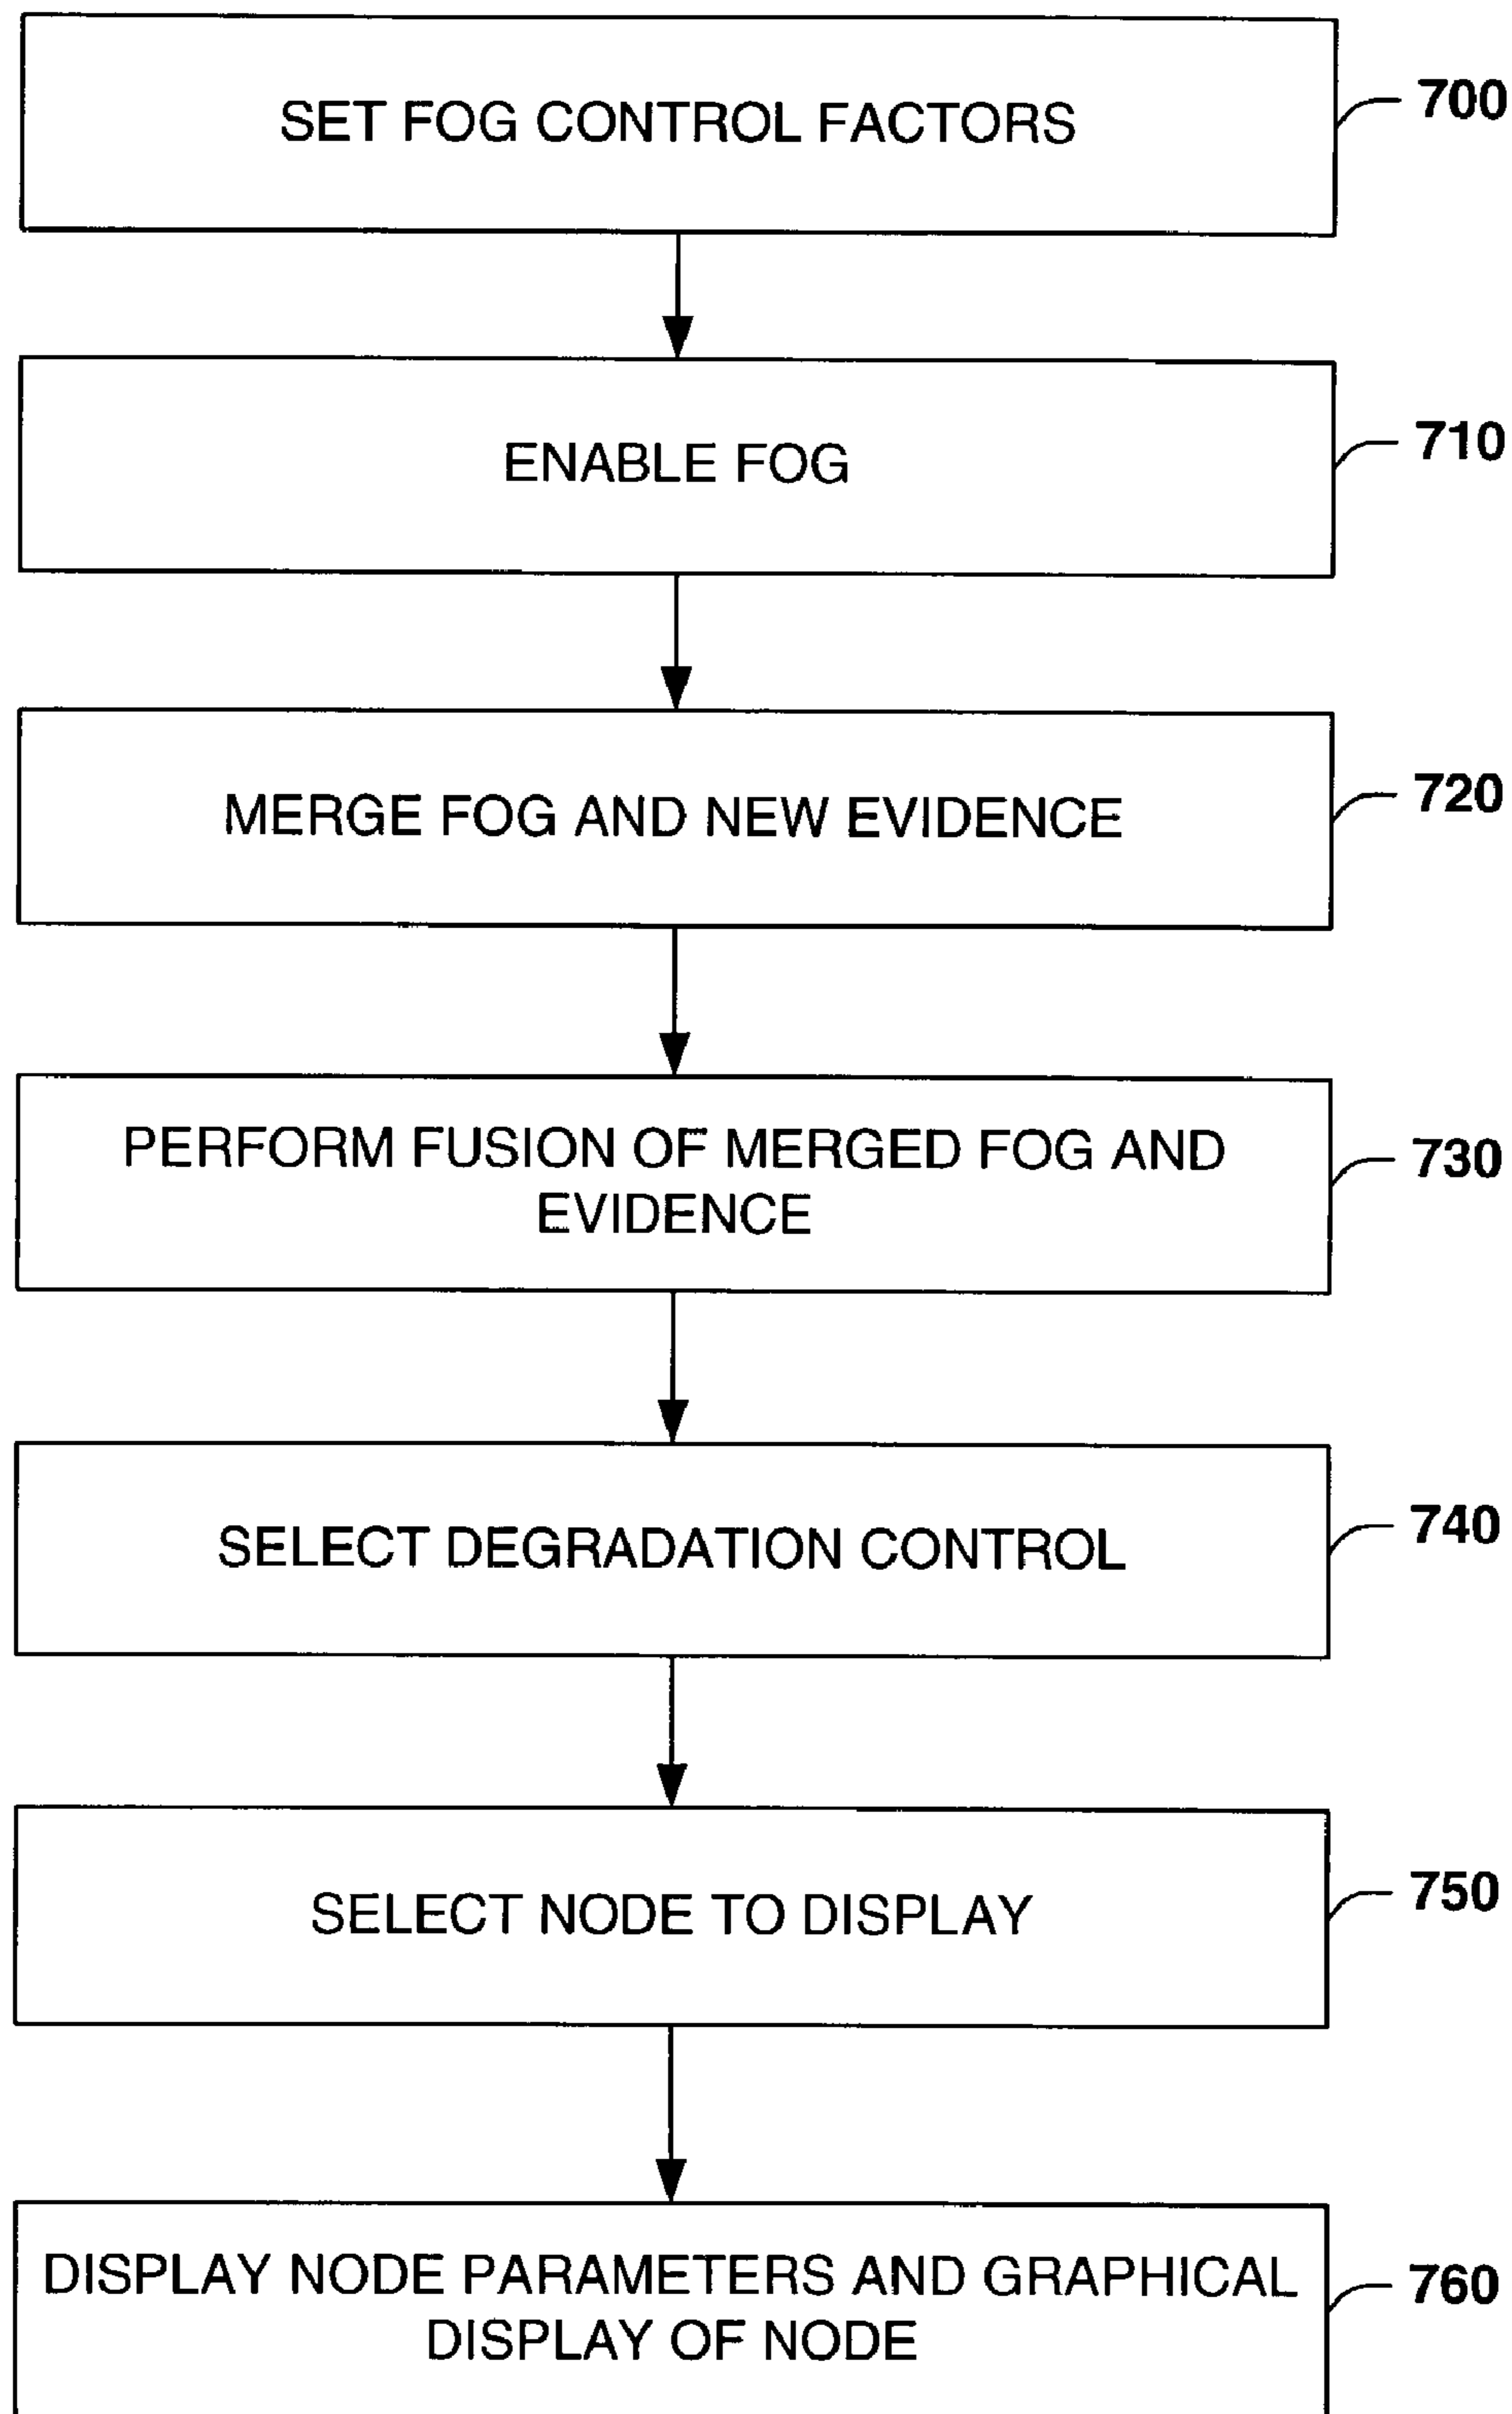 SET FOG CONTROL FACTORS
700
ENABLE FOG
710
MERGE FOG AND NEW EVIDENCE
720
PERFORM FUSION OF MERGED FOG AND
EVIDENCE
730
SELECT DEGRADATION CONTROL
740
SELECT NODE TO DISPLAY
750
DISPLAY NODE PARAMETERS AND GRAPHICAL
DISPLAY OF NODE
760